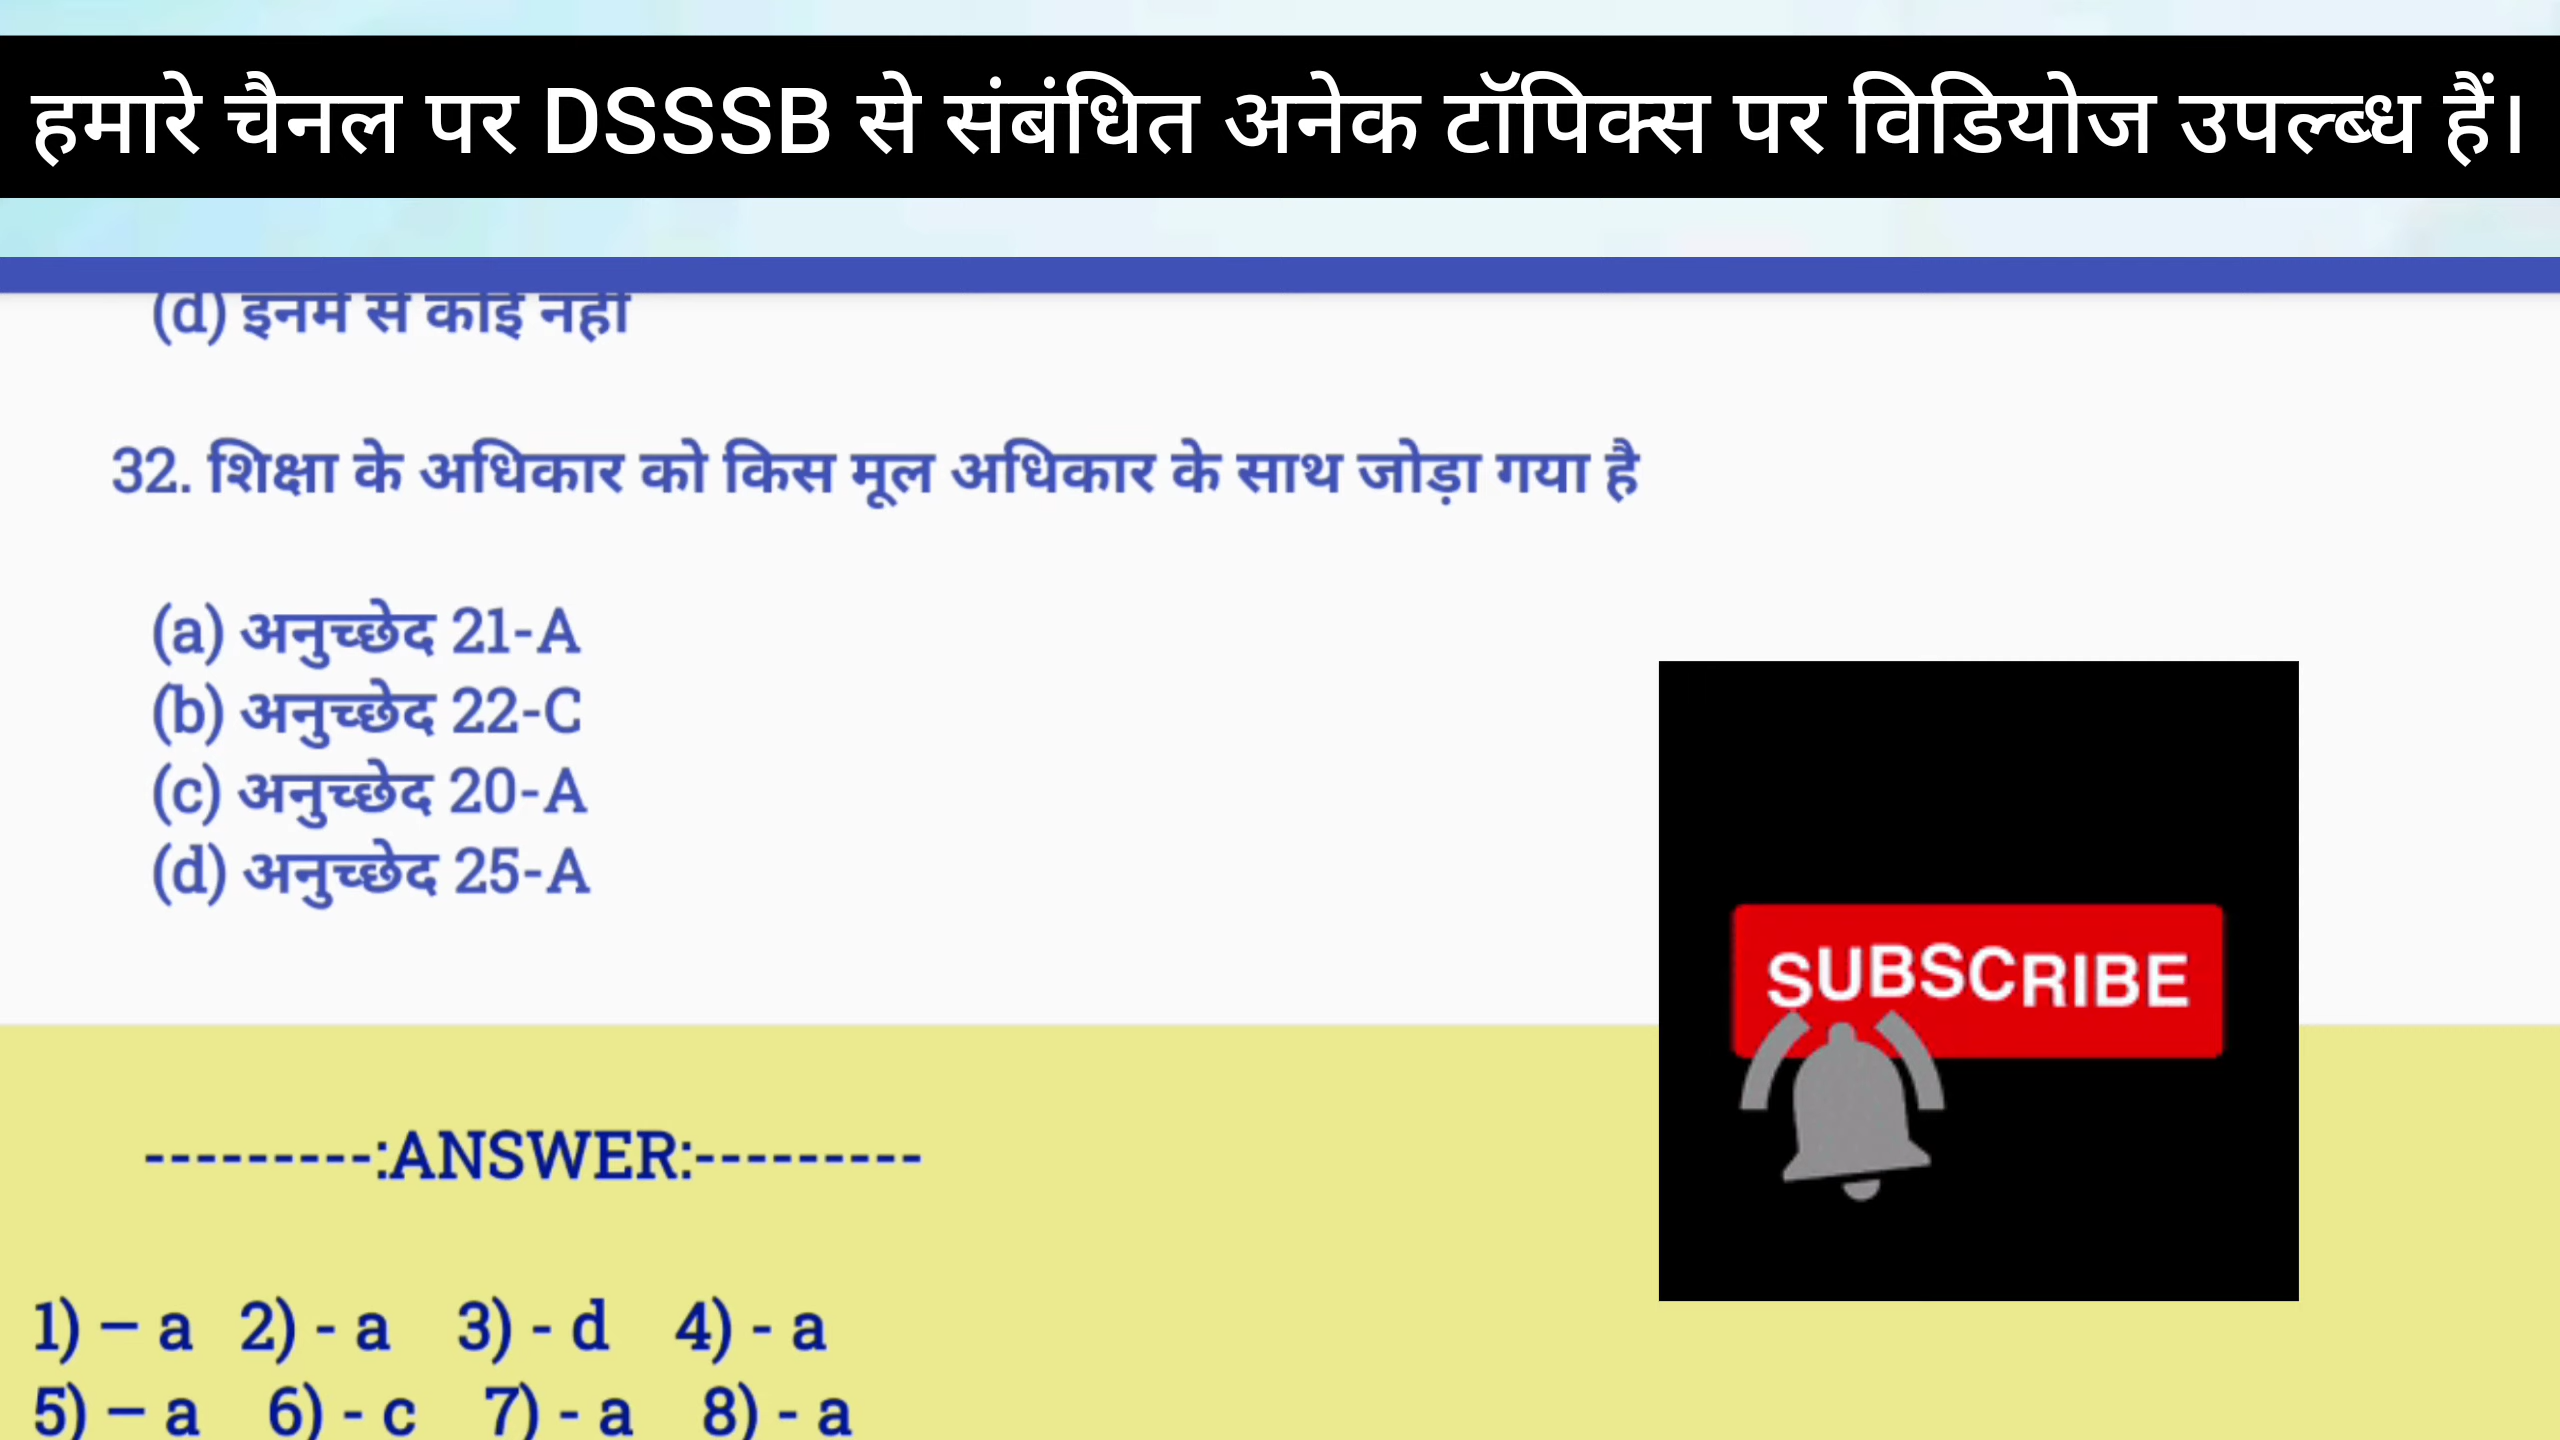 हमारे चैनल पर DSSSB से संबंधित अनेक टॉपिक्स पर विडियोज उपल्ब्ध हैं।
(d) इनमें से कोई नहीं
32. शिक्षा के अधिकार को किस मूल अधिकार के साथ जोड़ा गया है
(a) अनुच्छेद 21-A
(b) अनुच्छेद 22-C
(c) अनुच्छेद 20-A
(d) अनुच्छेद 25-A
SUBSCRIBE
---------:ANSWER:---------
1) – a 2) - a 3) - d 4) - a
5) – a 6) - c 7) - a 8) - a